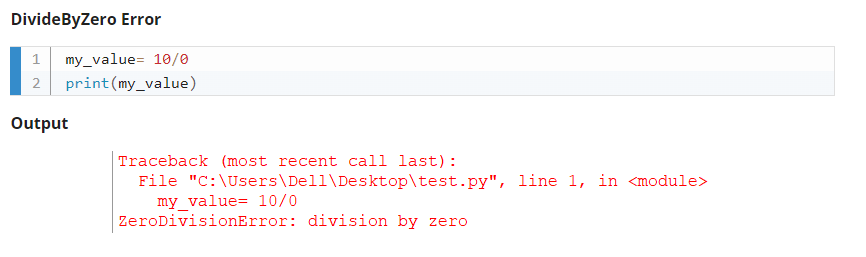 DivideByZero Error
1 my_value= 10/0
2 print(my_value)
Output
Traceback (most recent call last):
File "C:\Users\Dell\Desktop\test.py", line 1, in <module>
my_value= 10/0
ZeroDivisionError: division by zero